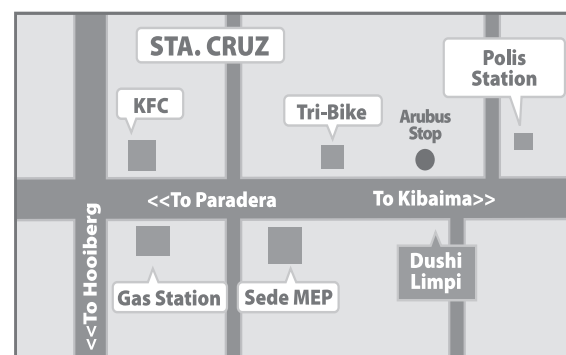 STA. CRUZ
Polis
Station
KFC
Tri-Bike
Arubus
Stop
<<To Paradera
To Kibaima>>
<<To Hooiberg
Gas Station
Sede MEP
Dushi
Limpi